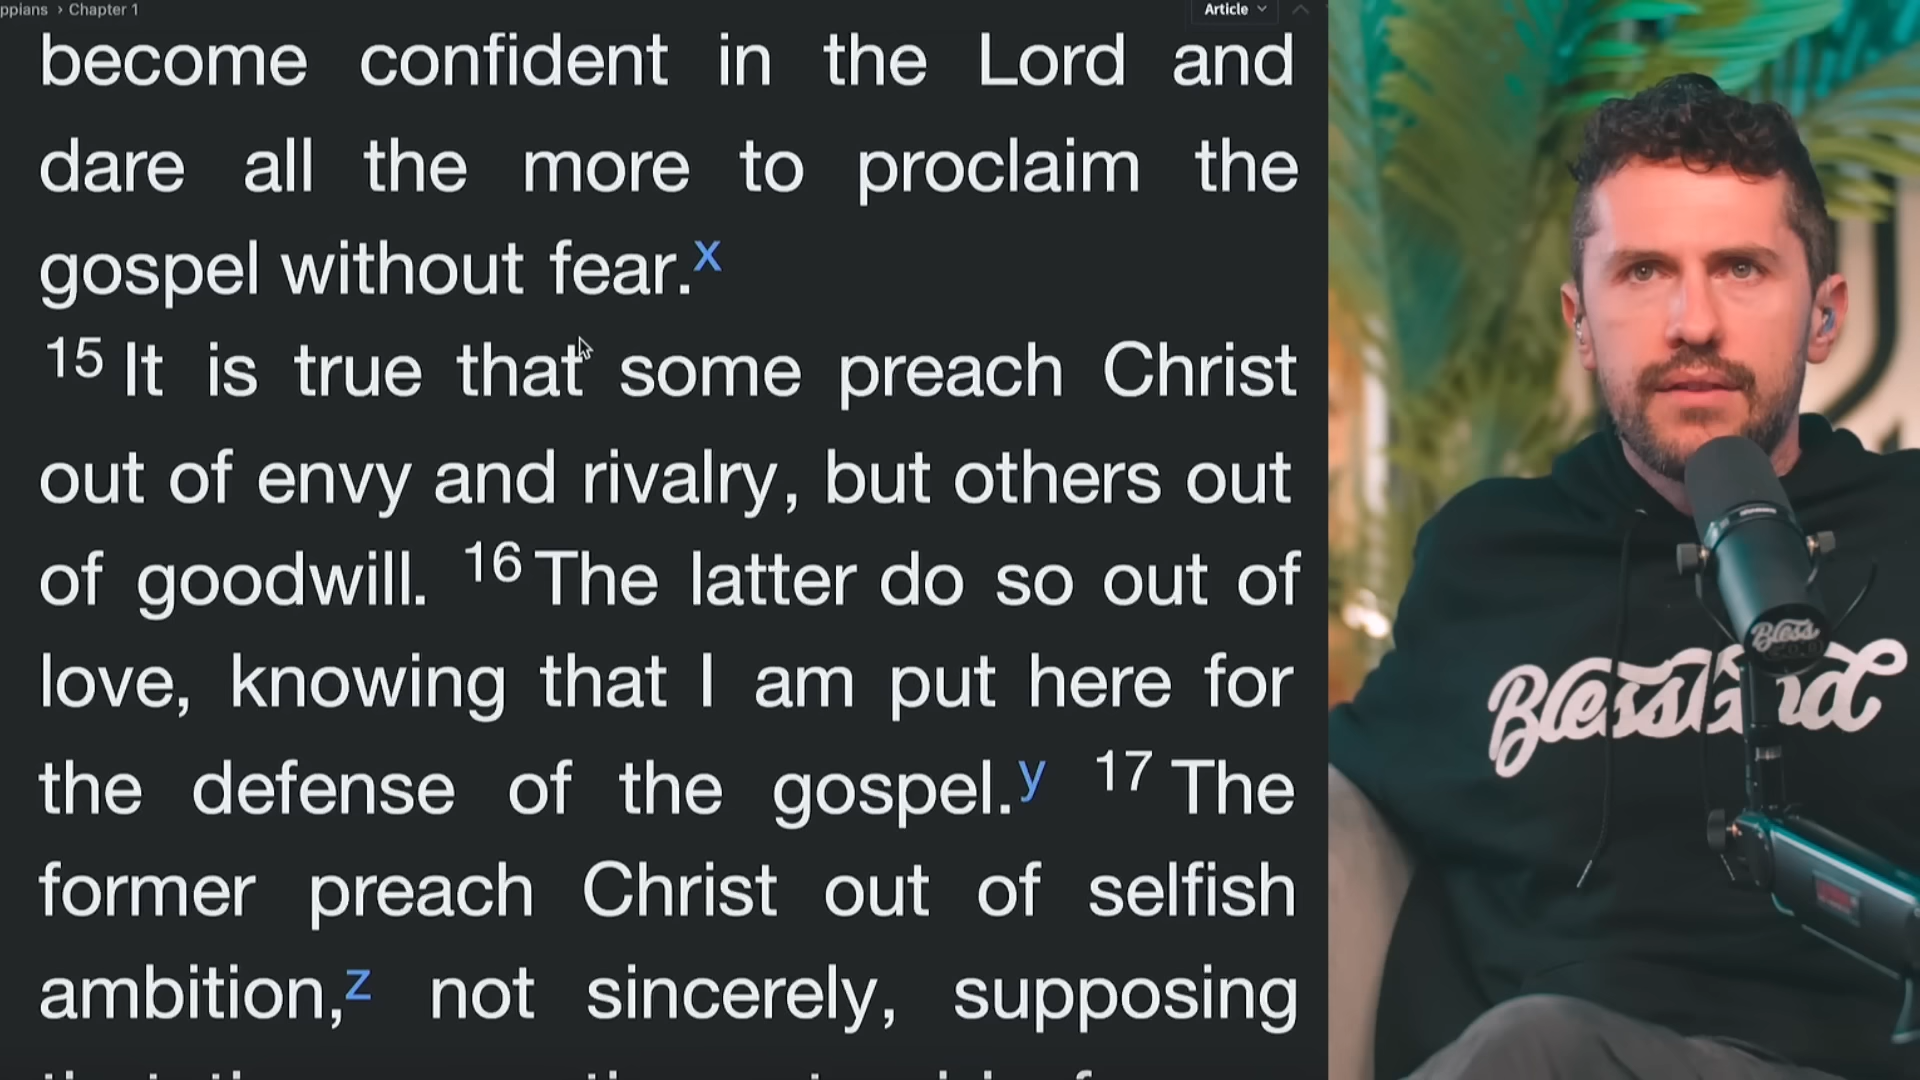 ppians › Chapter 1
Article
become confident in the Lord and
dare all the more to proclaim the
gospel without fear.x
15 It is true that some preach Christ
out of envy and rivalry, but others out
of goodwill. 16 The latter do so out of
love, knowing that I am put here for
the defense of the gospel.y 17 The
former preach Christ out of selfish
ambition,z not sincerely, supposing
Bless
GOD
BlessGod